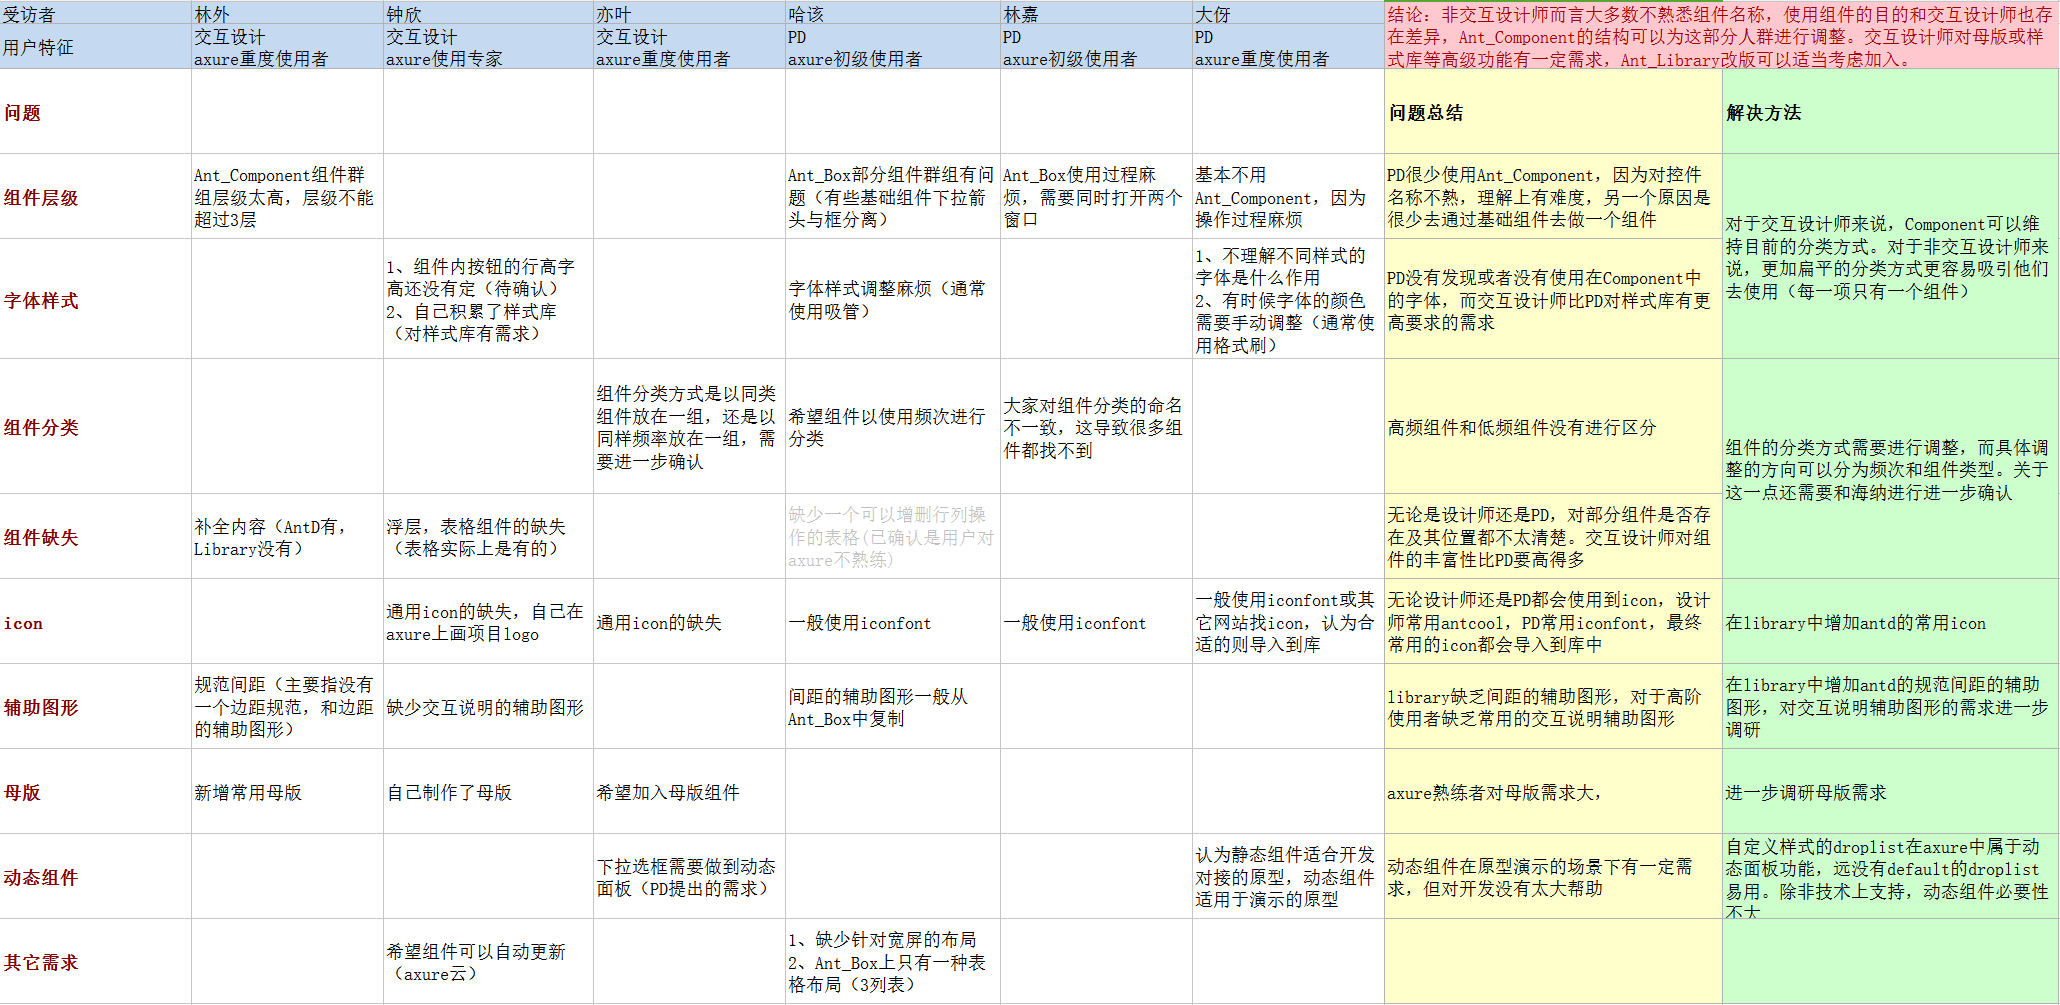 受访者
林外
钟欣
亦叶
哈该
林嘉
大伢
结论：非交互设计师而言大多数不熟悉组件名称，使用组件的目的和交互设计师也存
在差异，Ant_Component的结构可以为这部分人群进行调整。交互设计师对母版或样
式库等高级功能有一定需求，Ant_Library改版可以适当考虑加入。
用户特征
交互设计
axure重度使用者
交互设计
axure使用专家
交互设计
axure重度使用者
PD
axure初级使用者
PD
axure初级使用者
PD
axure重度使用者
问题
问题总结
解决方法
组件层级
Ant_Component组件群
组层级太高，层级不能
超过3层
Ant_Box部分组件群组有问
题（有些基础组件下拉箭
头与框分离）
Ant_Box使用过程麻
烦，需要同时打开两个
窗口
基本不用
Ant_Component，因为
操作过程麻烦
PD很少使用Ant_Component，因为对控件
名称不熟，理解上有难度，另一个原因是
很少去通过基础组件去做一个组件
对于交互设计师来说，Component可以维
持目前的分类方式。对于非交互设计师来
说，更加扁平的分类方式更容易吸引他们
去使用（每一项只有一个组件）
字体样式
1、组件内按钮的行高字
高还没有定（待确认）
2、自己积累了样式库
（对样式库有需求）
字体样式调整麻烦（通常
使用吸管）
1、不理解不同样式的
字体是什么作用
2、有时候字体的颜色
需要手动调整（通常使
用格式刷）
PD没有发现或者没有使用在Component中
的字体，而交互设计师比PD对样式库有更
高要求的需求
组件分类
组件分类方式是以同类
组件放在一组，还是以
同样频率放在一组，需
要进一步确认
希望组件以使用频次进行
分类
大家对组件分类的命名
不一致，这导致很多组
件都找不到
高频组件和低频组件没有进行区分
组件的分类方式需要进行调整，而具体调
整的方向可以分为频次和组件类型。关于
这一点还需要和海纳进行进一步确认
组件缺失
补全内容（AntD有，
Library没有）
浮层，表格组件的缺失
（表格实际上是有的）
缺少一个可以增删行列操
作的表格(已确认是用户对
axure不熟练)
无论是设计师还是PD，对部分组件是否存
在及其位置都不太清楚。交互设计师对组
件的丰富性比PD要高得多
icon
通用icon的缺失，自己在
axure上画项目logo
通用icon的缺失
一般使用iconfont
一般使用iconfont
一般使用iconfont或其
它网站找icon，认为合
适的则导入到库
无论设计师还是PD都会使用到icon，设计
师常用antcool，PD常用iconfont，最终
常用的icon都会导入到库中
在library中增加antd的常用icon
辅助图形
规范间距（主要指没有
一个边距规范，和边距
的辅助图形）
缺少交互说明的辅助图形
间距的辅助图形一般从
Ant_Box中复制
library缺乏间距的辅助图形，对于高阶
使用者缺乏常用的交互说明辅助图形
在library中增加antd的规范间距的辅助
图形，对交互说明辅助图形的需求进一步
调研
母版
新增常用母版
自己制作了母版
希望加入母版组件
axure熟练者对母版需求大，
进一步调研母版需求
动态组件
下拉选框需要做到动态
面板（PD提出的需求）
认为静态组件适合开发
对接的原型，动态组件
适用于演示的原型
动态组件在原型演示的场景下有一定需
求，但对开发没有太大帮助
自定义样式的droplist在axure中属于动
态面板功能，远没有default的droplist
易用。除非技术上支持，动态组件必要性
不大
其它需求
希望组件可以自动更新
（axure云）
1、缺少针对宽屏的布局
2、Ant_Box上只有一种表
格布局（3列表）